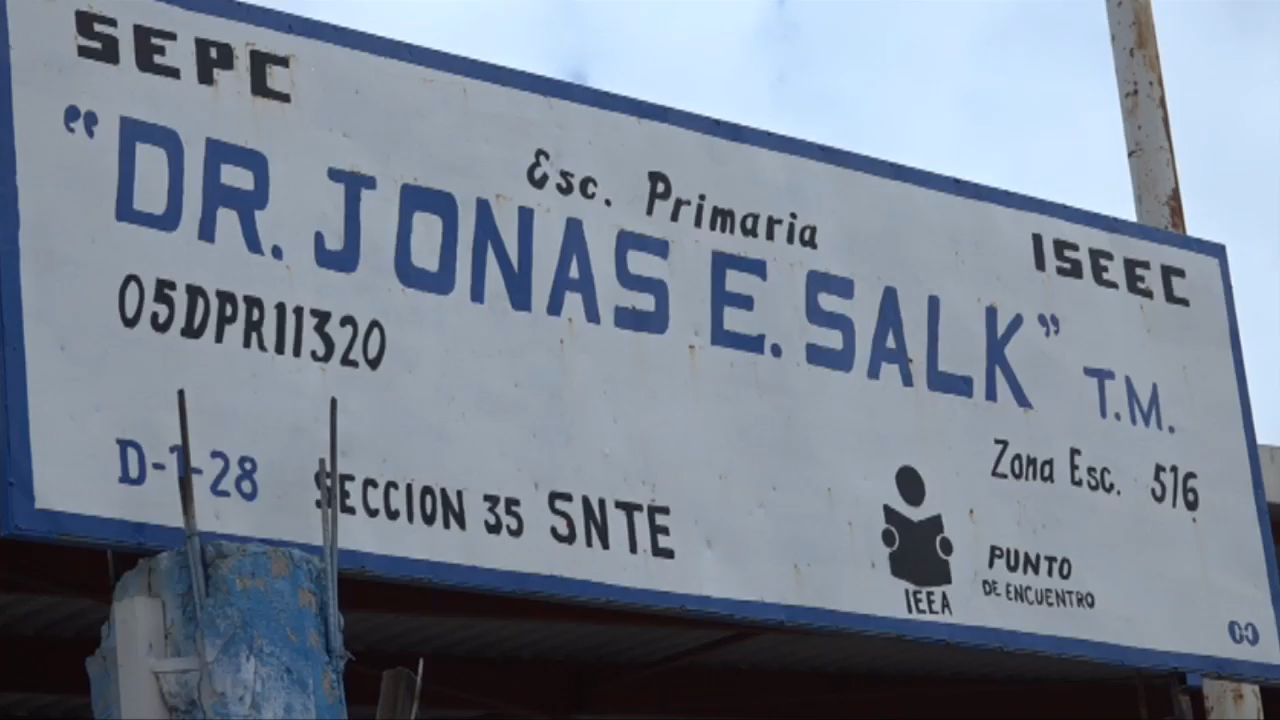 SEPC
Esc. Primaria
ISEEC
"DR. JONAS E. SALK" T.M.
05DPR1132O
Zona Esc. 516
D-1-28
SECCION 35 SNTE
IEEA
PUNTO
DE ENCUENTRO